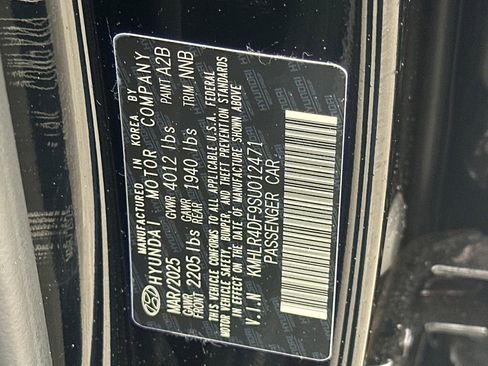 MANUFACTURED IN KOREA BY
HYUNDAI MOTOR COMPANY
MAR/2025 GVWR 4012 lbs PAINT A2B
GAWR FRONT 2205 lbs GAWR REAR 1940 lbs TRIM NNB
THIS VEHICLE CONFORMS TO ALL APPLICABLE U.S.A. FEDERAL
MOTOR VEHICLE SAFETY, BUMPER, AND THEFT PREVENTION STANDARDS
IN EFFECT ON THE DATE OF MANUFACTURE SHOWN ABOVE.
V.I.N KMHLR4DF9SU012471
PASSENGER CAR